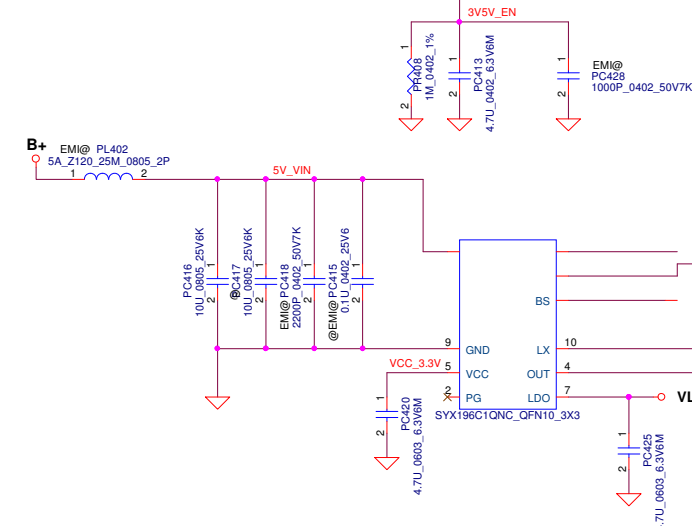 3V5V_EN
1
PR408
1M_0402_1%
2
1
PC413
4.7U_0402_6.3V6M
2
EMI@
PC428
1000P_0402_50V7K
1
2
B+
EMI@ PL402
5A_Z120_25M_0805_2P
1 2
5V_VIN
PC416
10U_0805_25V6K
1
2
@
PC417
10U_0805_25V6K
1
2
EMI@ PC418
2200P_0402_50V7K
1
2
@EMI@ PC415
0.1U_0402_25V6
1
2
BS
9 GND
LX 10
VCC_3.3V 5 VCC
OUT 4
2 PG
LDO 7
VL
SYX196C1QNC_QFN10_3X3
1
PC420
4.7U_0603_6.3V6M
2
1
PC425
.7U_0603_6.3V6M
2